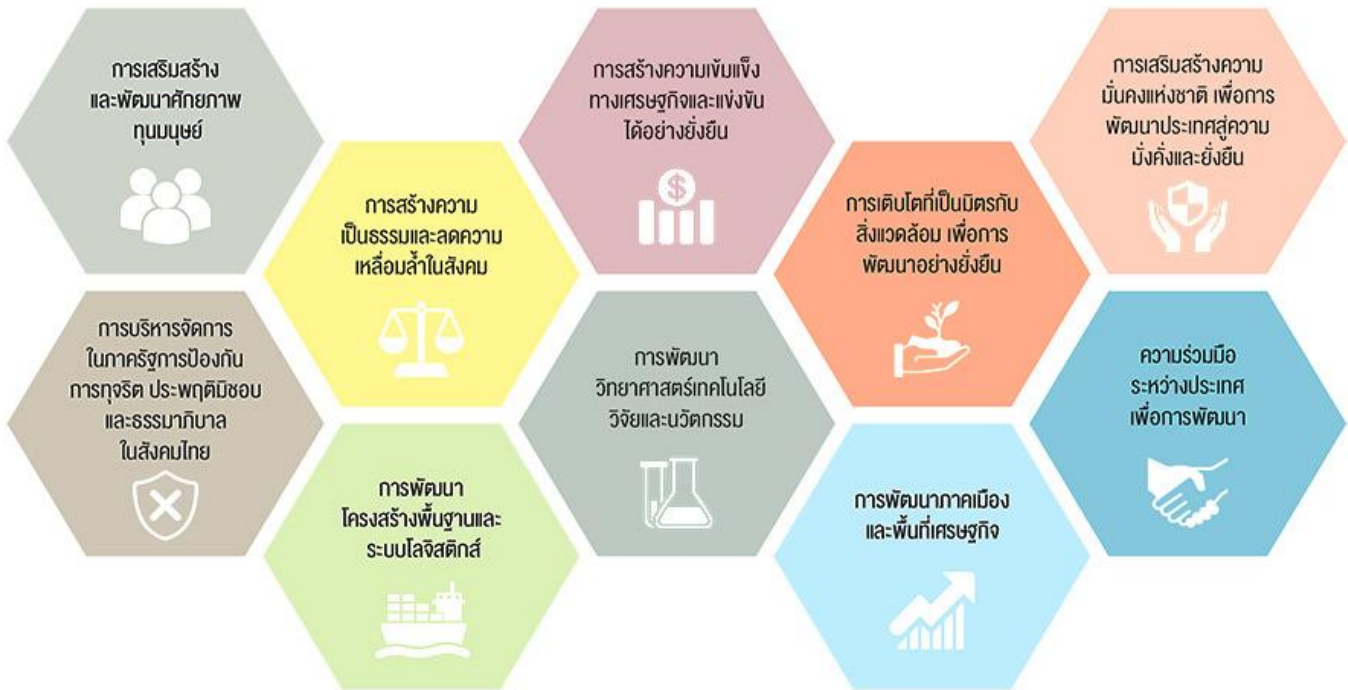 การเสริมสร้าง
และพัฒนาศักยภาพ
ทุนมนุษย์
การสร้างความ
เป็นธรรมและลดความ
เหลื่อมล้ำในสังคม
การสร้างความเข้มแข็ง
ทางเศรษฐกิจและแข่งขัน
ได้อย่างยั่งยืน
การเติบโตที่เป็นมิตรกับ
สิ่งแวดล้อม เพื่อการ
พัฒนาอย่างยั่งยืน
การเสริมสร้างความ
มั่นคงแห่งชาติ เพื่อการ
พัฒนาประเทศสู่ความ
มั่งคั่งและยั่งยืน
การบริหารจัดการ
ในภาครัฐการป้องกัน
การทุจริต ประพฤติมิชอบ
และธรรมาภิบาล
ในสังคมไทย
การพัฒนา
โครงสร้างพื้นฐานและ
ระบบโลจิสติกส์
การพัฒนา
วิทยาศาสตร์เทคโนโลยี
วิจัยและนวัตกรรม
การพัฒนาภาคเมือง
และพื้นที่เศรษฐกิจ
ความร่วมมือ
ระหว่างประเทศ
เพื่อการพัฒนา
$